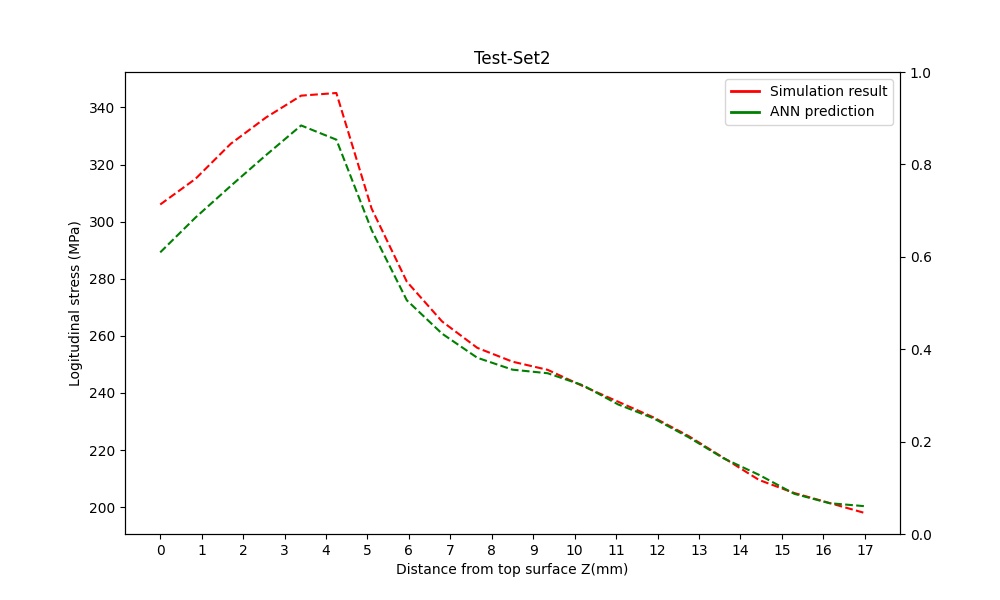 Test-Set2
Simulation result
ANN prediction
Logitudinal stress (MPa)
340
320
300
280
260
240
220
200
1.0
0.8
0.6
0.4
0.2
0.0
0 1 2 3 4 5 6 7 8 9 10 11 12 13 14 15 16 17
Distance from top surface Z(mm)